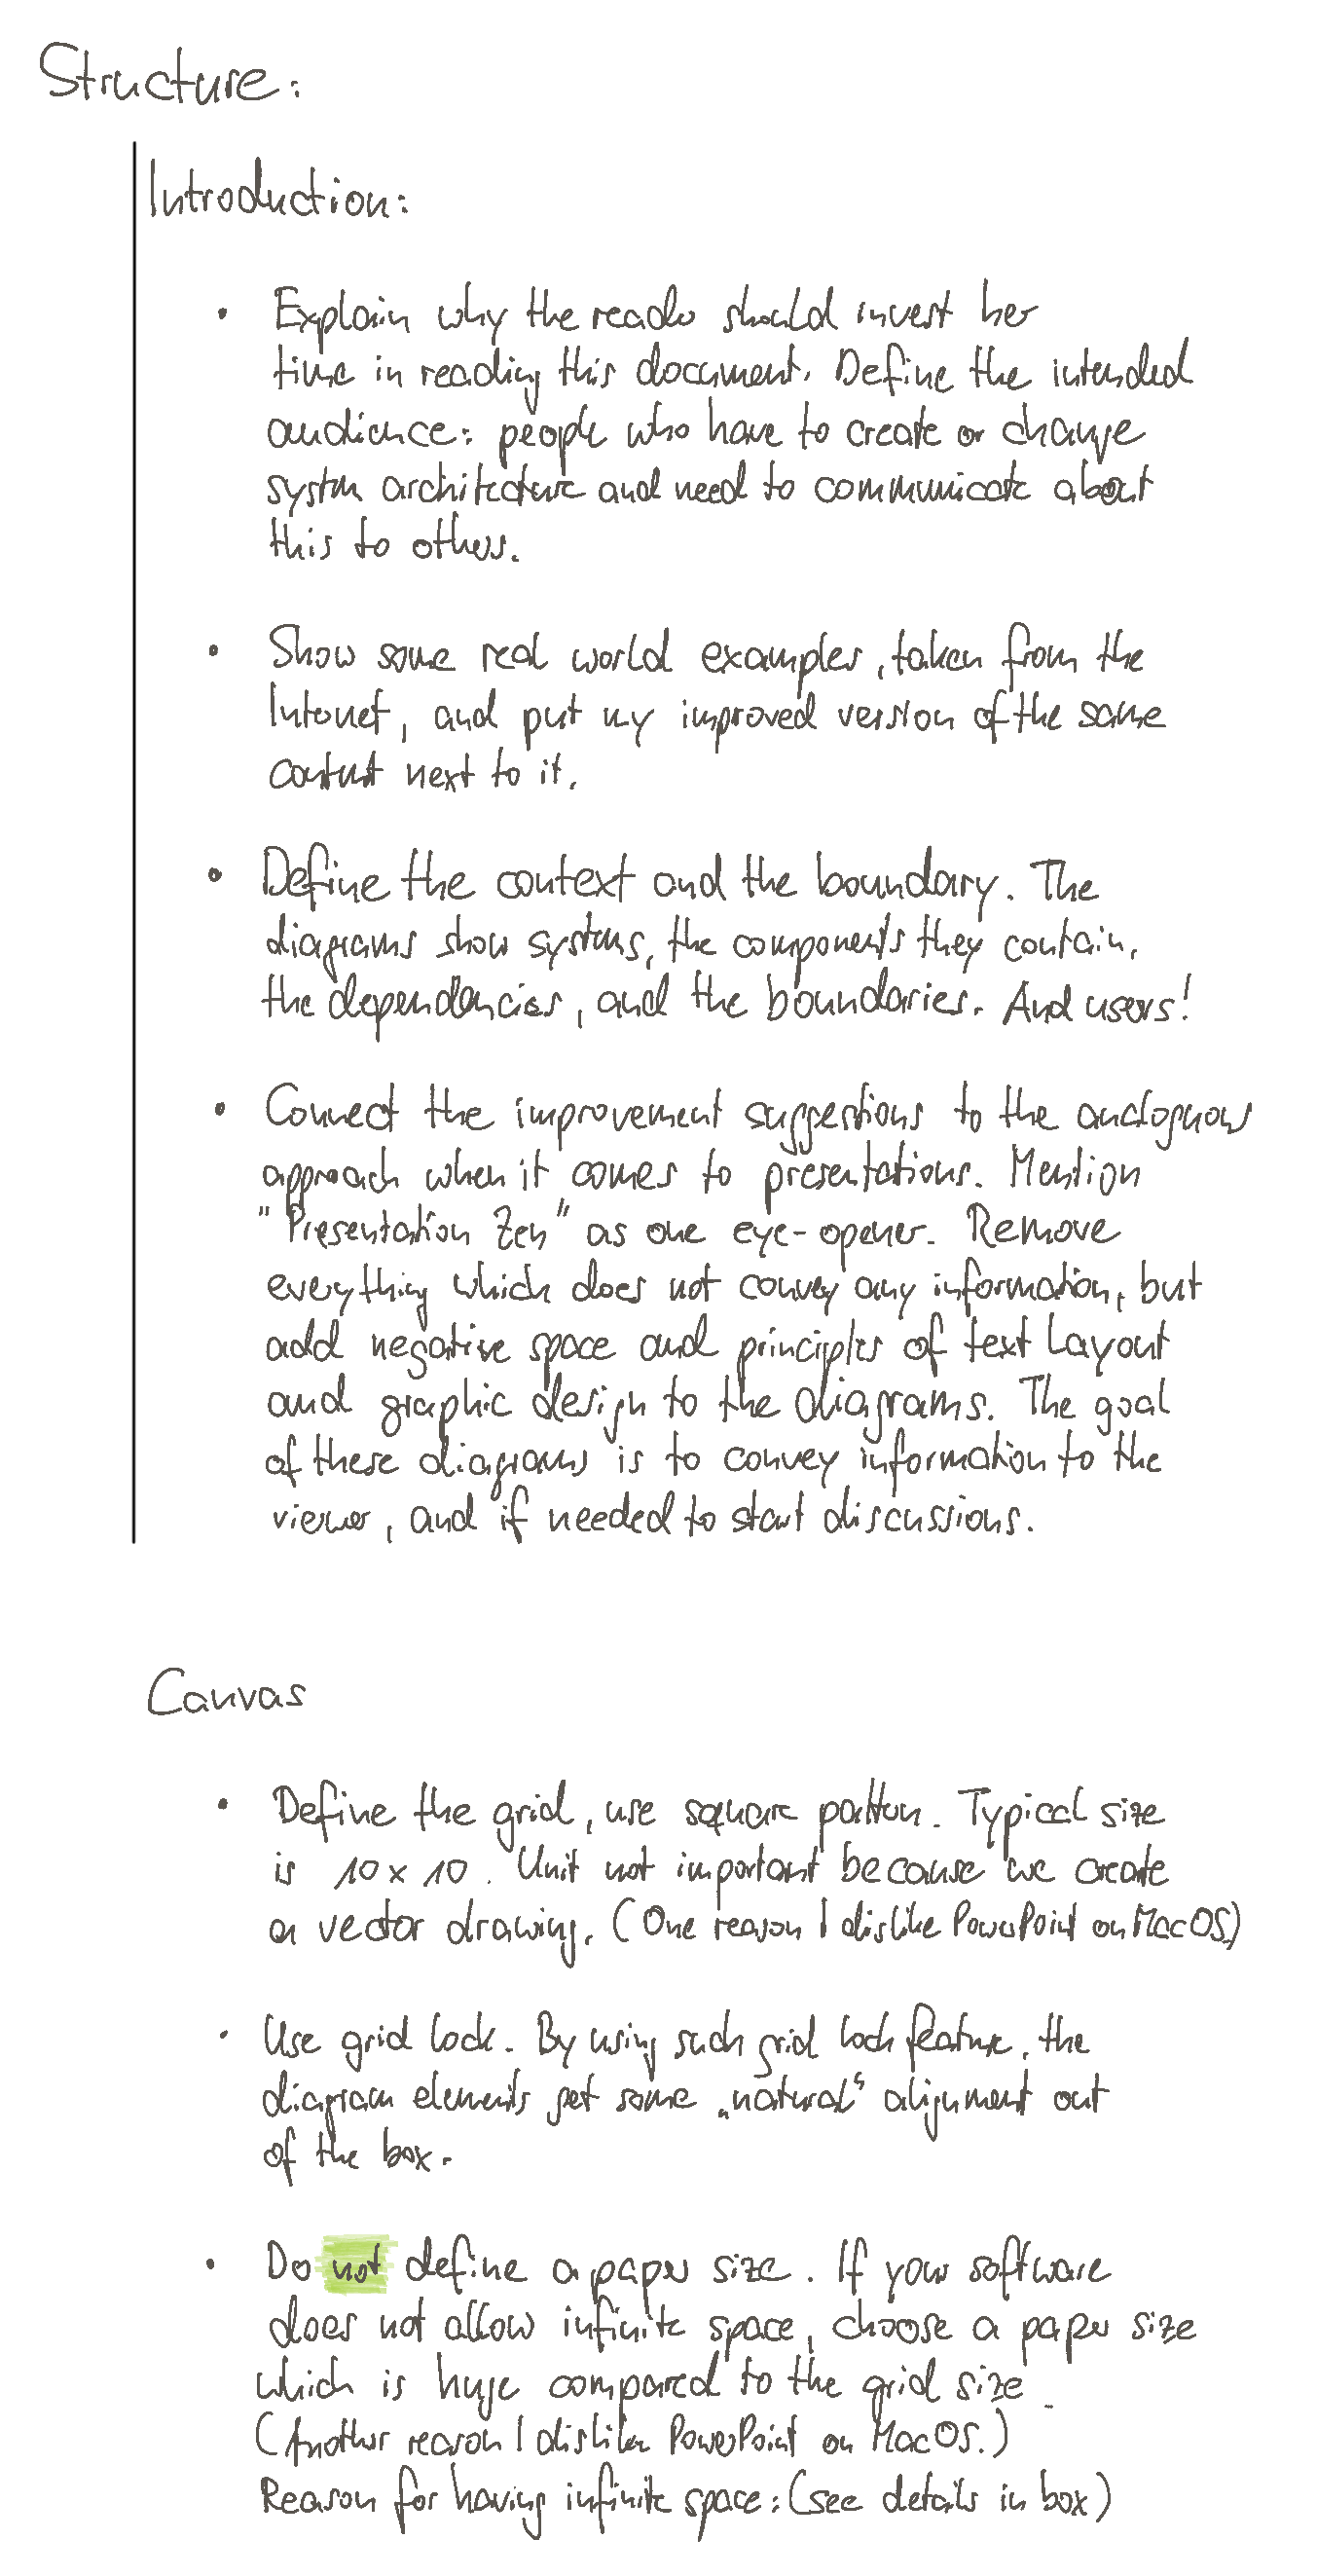 Structure:
Introduction:
• Explain why the reader should invest her
time in reading this document. Define the intended
audience: people who have to create or change
system architecture and need to communicate about
this to others.
• Show some real world examples, taken from the
Internet, and put my improved version of the same
content next to it.
• Define the context and the boundary. The
diagrams show systems, the components they contain,
the dependencies, and the boundaries. And users!
• Connect the improvement suggestions to the
approach when it comes to presentations. Mention
"Presentation Zen" as one eye-opener. Remove
everything which does not convey any information, but
add negative space and principles of text layout
and graphic design to the diagrams. The goal
of these diagrams is to convey information to the
viewer, and if needed to start discussions.
Canvas
• Define the grid, use square pattern. Typical size
is 10 x 10. Unit not important because we create
a vector drawing. (One reason I dislike PowerPoint on MacOS)
• Use grid lock. By using such grid lock feature, the
diagram elements get some „natural“ alignment out
of the box.
• Do not define a paper size. If your software
does not allow infinite space, choose a paper size
which is huge compared to the grid size.
(Another reason I dislike PowerPoint on MacOS.)
Reason for having infinite space: (see details in box)